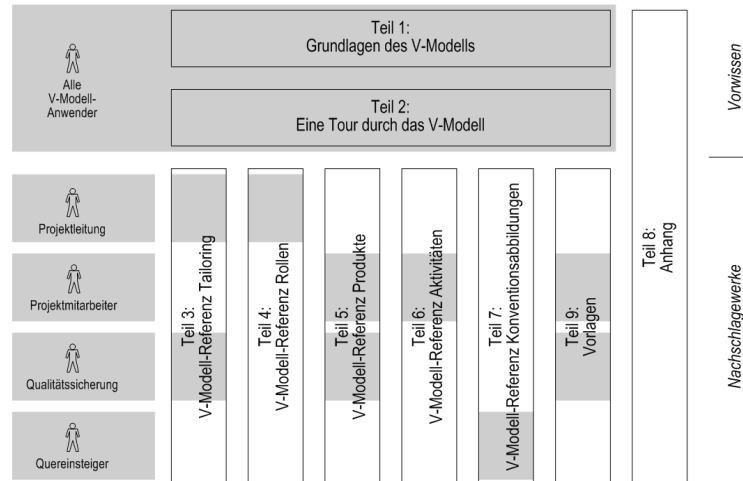 Teil 1:
Grundlagen des V-Modells
Alle
V-Modell-
Anwender
Teil 2:
Eine Tour durch das V-Modell
Vorwissen
Projektleitung
Projektmitarbeiter
Qualitätssicherung
Quereinsteiger
Teil 3:
V-Modell-Referenz Tailoring
Teil 4:
V-Modell-Referenz Rollen
Teil 5:
V-Modell-Referenz Produkte
Teil 6:
V-Modell-Referenz Aktivitäten
Teil 7:
V-Modell-Referenz Konventionsabbildungen
Teil 9:
Vorlagen
Teil 8:
Anhang
Nachschlagewerke